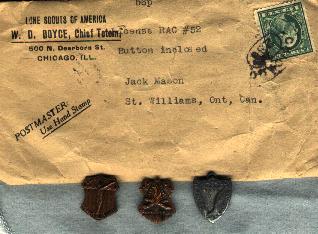 bsp
LONE SCOUTS OF AMERICA
W. D. BOYCE, Chief Totem,
500 N. Dearborn St.
CHICAGO, ILL.
RAC #52
Button inclosed
Jack Mason
St. Williams, Ont, Can.
POSTMASTER:
Use Hand Stamp